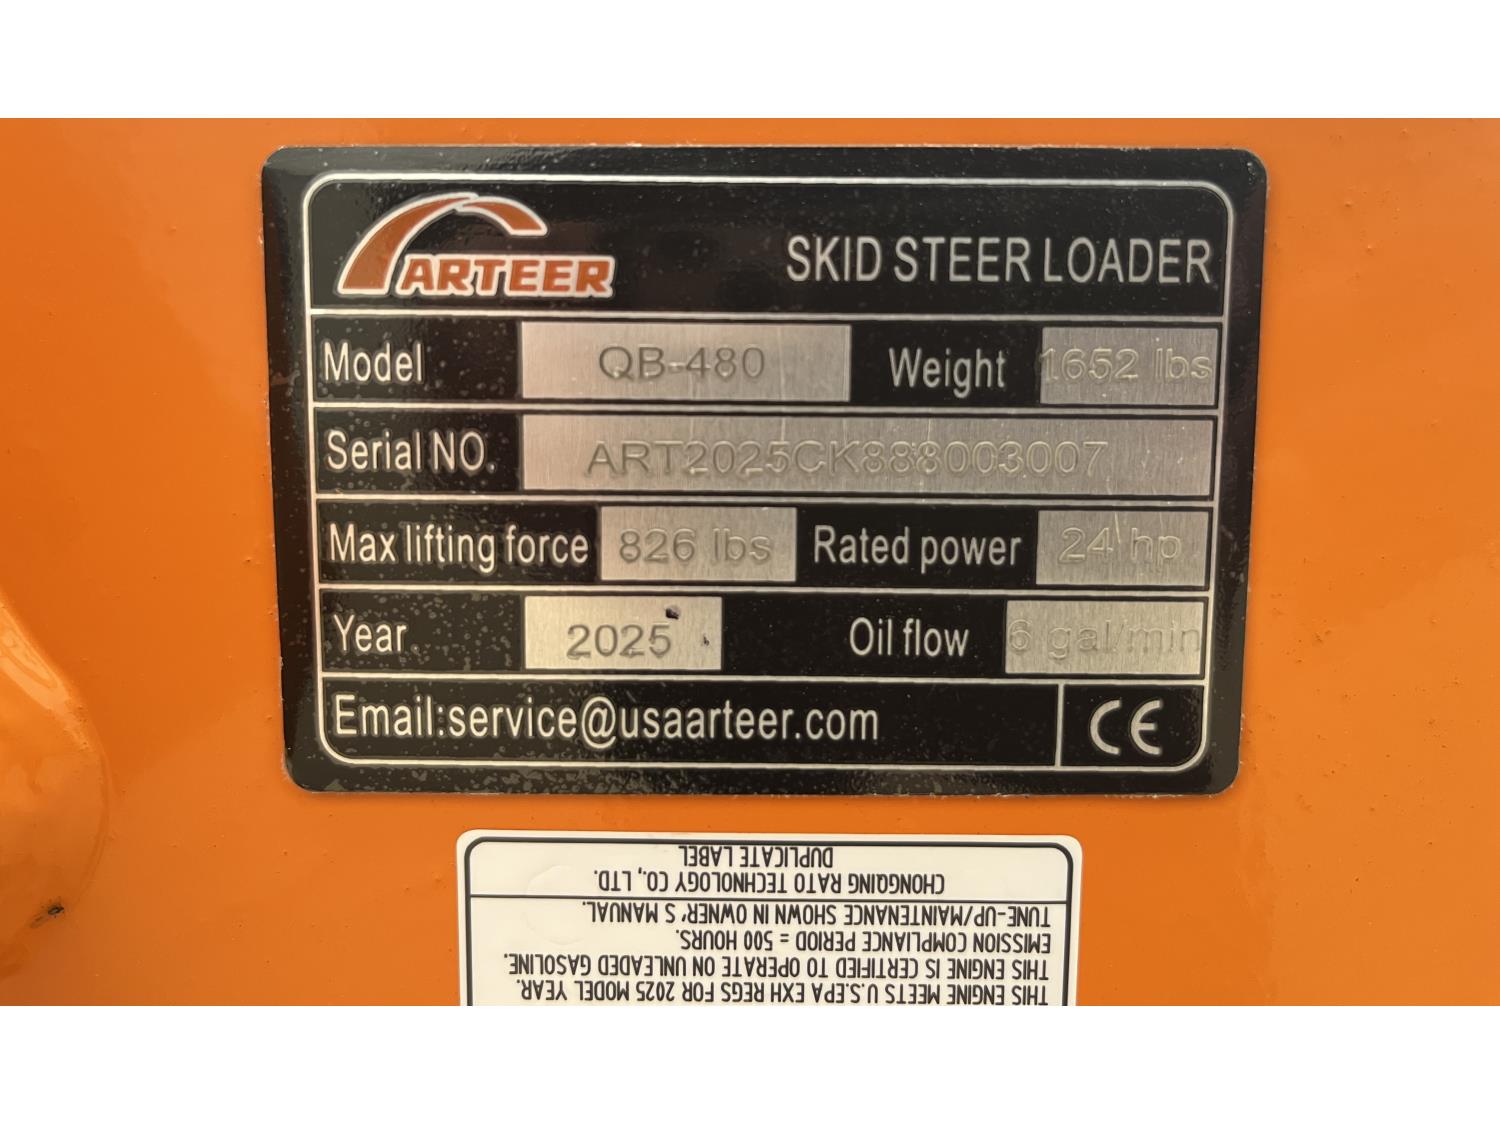 ARTEER
SKID STEER LOADER
Model QB-480 Weight 1652 lbs
Serial NO. ART2025CK888003007
Max lifting force 826 lbs Rated power 24 hp
Year 2025 Oil flow 6 gal/min
Email:service@usaarteer.com CE
THIS ENGINE MEETS U.S.EPA EXH REGS FOR 2025 MODEL YEAR.
THIS ENGINE IS CERTIFIED TO OPERATE ON UNLEADED GASOLINE.
EMISSION COMPLIANCE PERIOD = 500 HOURS.
TUNE-UP/MAINTENANCE SHOWN IN OWNER'S MANUAL.
CHONGQING RATO TECHNOLOGY CO., LTD.
DUPLICATE LABEL